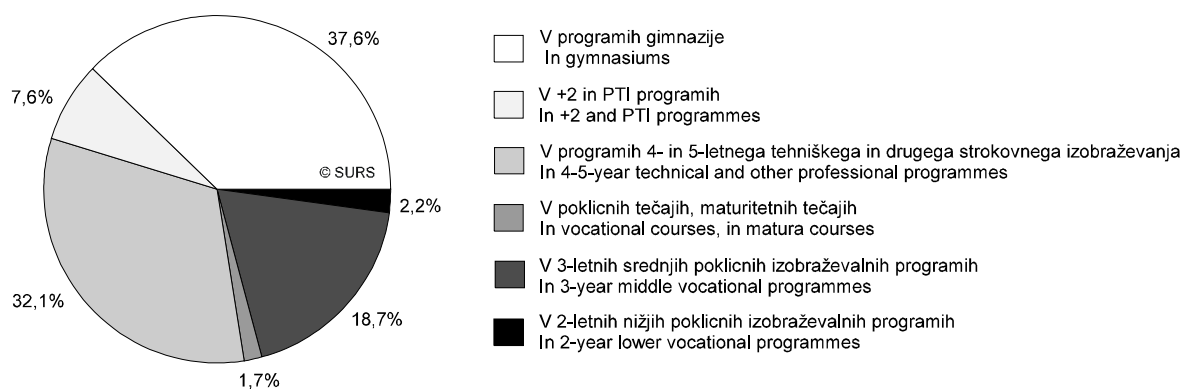 37,6%
7,6%
© SURS
2,2%
32,1%
18,7%
1,7%
V programih gimnazije
In gymnasiums
V +2 in PTI programih
In +2 and PTI programmes
V programih 4- in 5-letnega tehniškega in drugega strokovnega izobraževanja
In 4-5-year technical and other professional programmes
V poklicnih tečajih, maturitetnih tečajih
In vocational courses, in matura courses
V 3-letnih srednjih poklicnih izobraževalnih programih
In 3-year middle vocational programmes
V 2-letnih nižjih poklicnih izobraževalnih programih
In 2-year lower vocational programmes